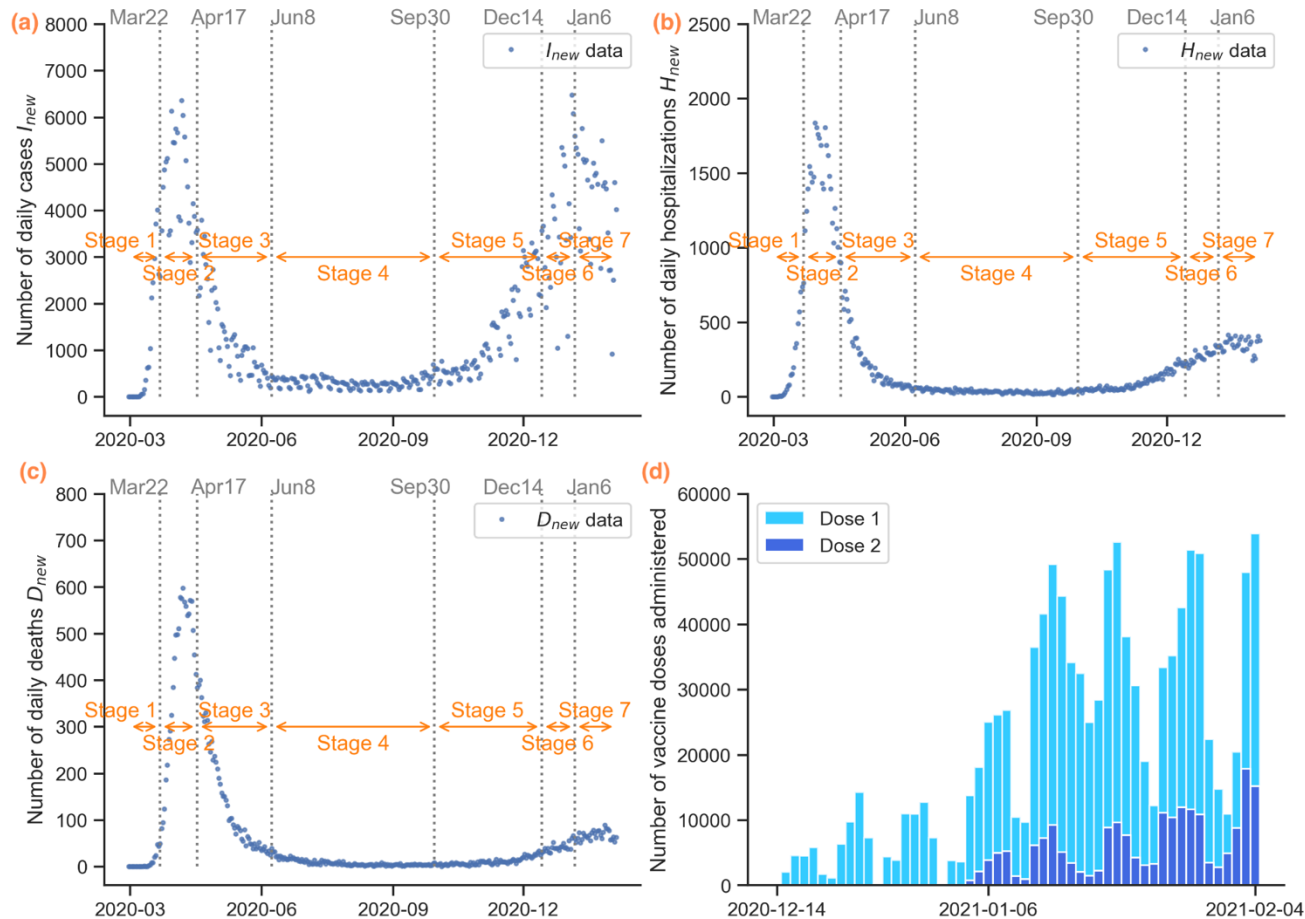 (a)
Mar22 Apr17 Jun8 Sep30 Dec14 Jan6
8000
7000
6000
5000
4000
3000
2000
1000
0
Number of daily cases I_new
I_new data
Stage 1
Stage 2
Stage 3
Stage 4
Stage 5
Stage 6
Stage 7
2020-03 2020-06 2020-09 2020-12
(b)
Mar22 Apr17 Jun8 Sep30 Dec14 Jan6
2500
2000
1500
1000
500
0
Number of daily hospitalizations H_new
H_new data
Stage 1
Stage 2
Stage 3
Stage 4
Stage 5
Stage 6
Stage 7
2020-03 2020-06 2020-09 2020-12
(c)
Mar22 Apr17 Jun8 Sep30 Dec14 Jan6
800
700
600
500
400
300
200
100
0
Number of daily deaths D_new
D_new data
Stage 1
Stage 2
Stage 3
Stage 4
Stage 5
Stage 6
Stage 7
2020-03 2020-06 2020-09 2020-12
(d)
60000
50000
40000
30000
20000
10000
0
Number of vaccine doses administered
Dose 1
Dose 2
2020-12-14 2021-01-06 2021-02-04